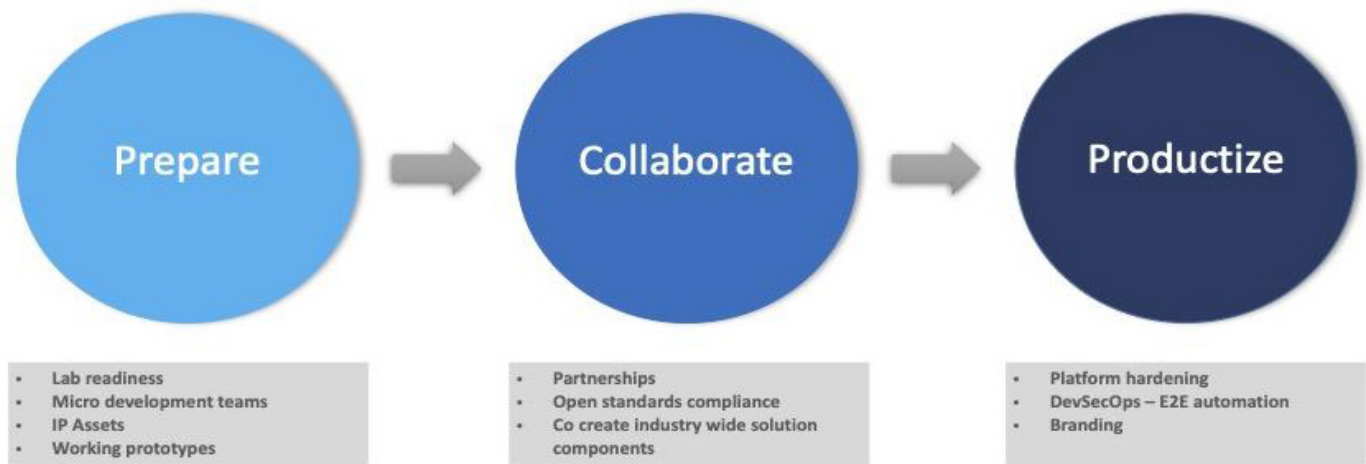 Prepare
Collaborate
Productize
• Lab readiness
• Micro development teams
• IP Assets
• Working prototypes
• Partnerships
• Open standards compliance
• Co create industry wide solution
components
• Platform hardening
• DevSecOps – E2E automation
• Branding